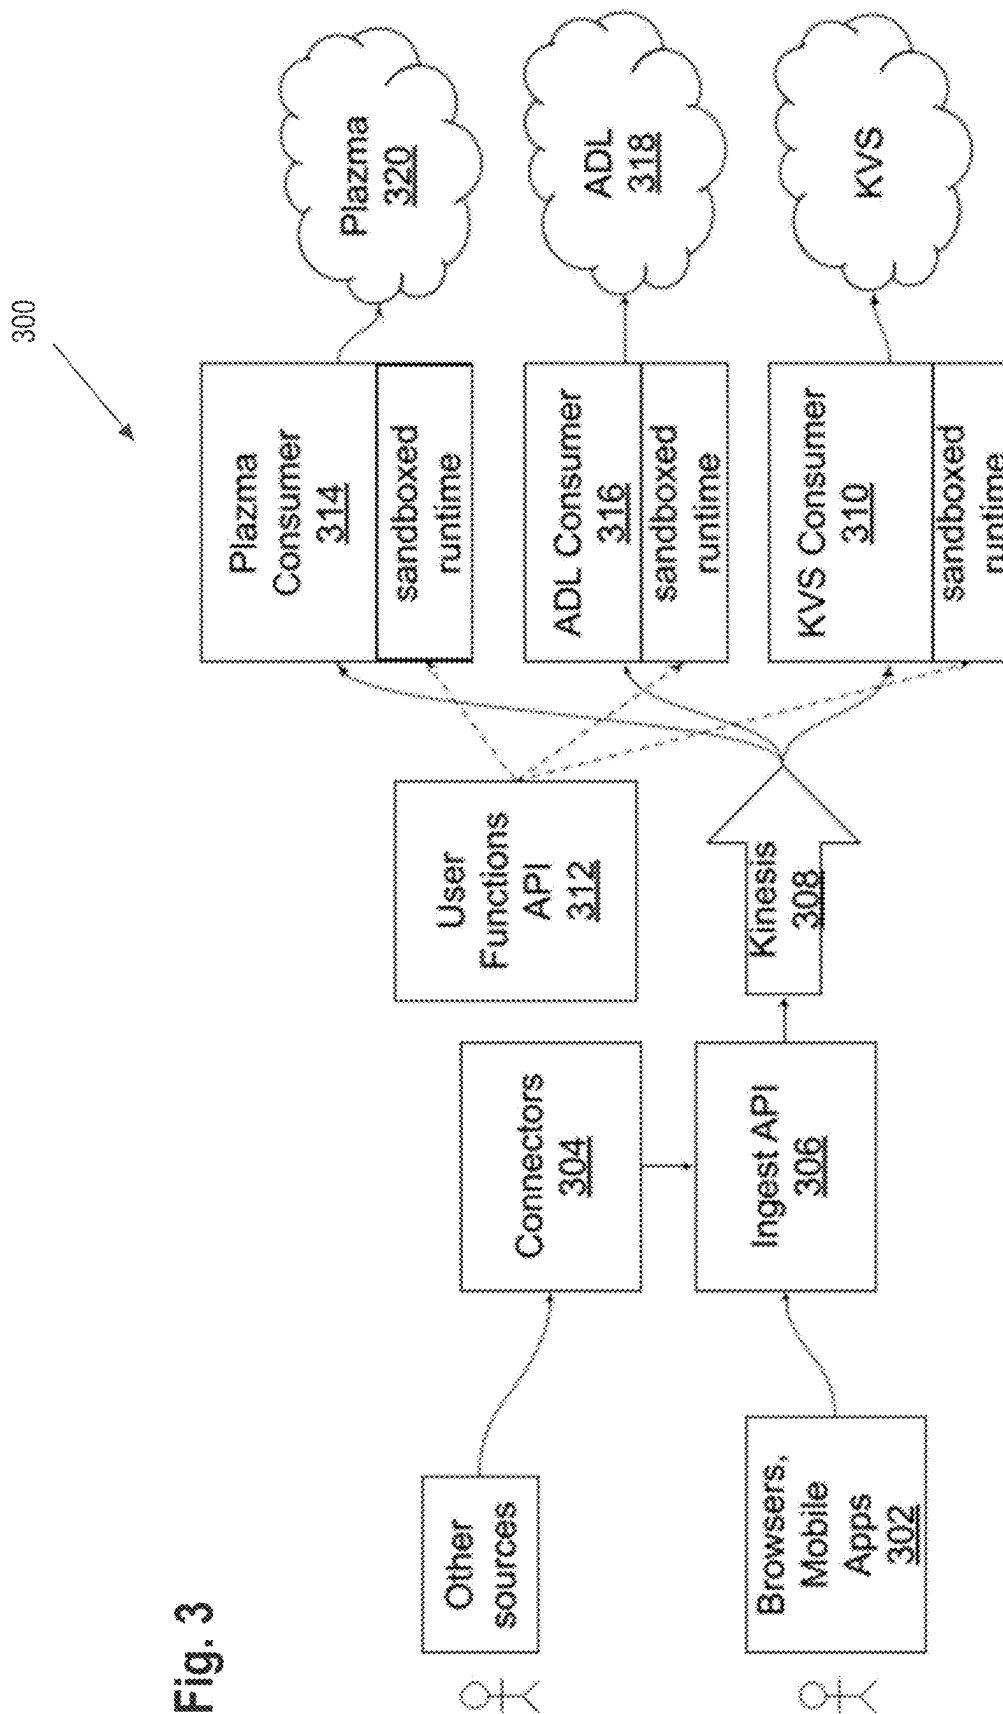 Fig. 3
300
Other
sources
Browsers,
Mobile
Apps
302
Connectors
304
Ingest API
306
User
Functions
API
312
Kinesis
308
Plazma
Consumer
314
sandboxed
runtime
ADL Consumer
316
sandboxed
runtime
KVS Consumer
310
sandboxed
runtime
Plazma
320
ADL
318
KVS